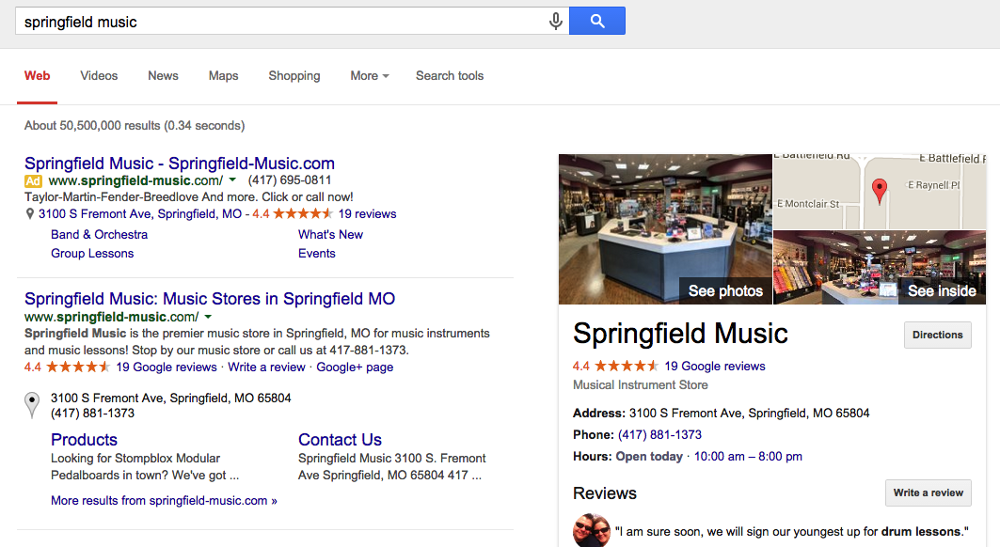 springfield music
Web Videos News Maps Shopping More Search tools
About 50,500,000 results (0.34 seconds)
Springfield Music - Springfield-Music.com
Ad www.springfield-music.com/ (417) 695-0811
Taylor-Martin-Fender-Breedlove And more. Click or call now!
3100 S Fremont Ave, Springfield, MO - 4.4 19 reviews
Band & Orchestra What's New
Group Lessons Events
Springfield Music: Music Stores in Springfield MO
www.springfield-music.com/
Springfield Music is the premier music store in Springfield, MO for music instruments
and music lessons! Stop by our music store or call us at 417-881-1373.
4.4 19 Google reviews · Write a review · Google+ page
3100 S Fremont Ave, Springfield, MO 65804
(417) 881-1373
Products
Looking for Stompblox Modular
Pedalboards in town? We've got ...
Contact Us
Springfield Music 3100 S. Fremont
Ave Springfield, MO 65804 417 ...
More results from springfield-music.com »
E Battlefield Rd
E Battlefield R
E Raynell Pl
E Montclair St
See photos
See inside
Springfield Music
Directions
4.4 19 Google reviews
Musical Instrument Store
Address: 3100 S Fremont Ave, Springfield, MO 65804
Phone: (417) 881-1373
Hours: Open today · 10:00 am – 8:00 pm
Reviews
Write a review
"I am sure soon, we will sign our youngest up for drum lessons."